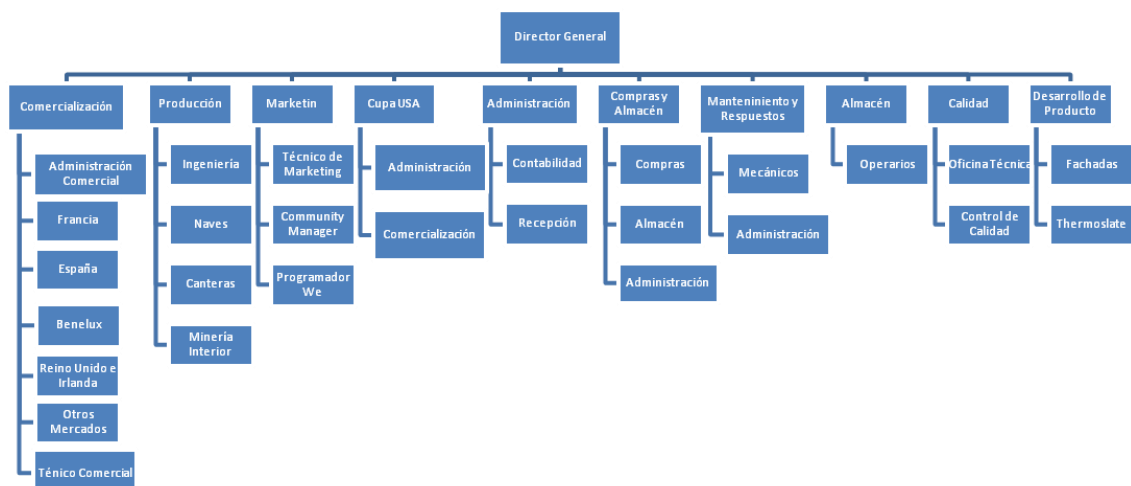 Director General
Comercialización
Producción
Marketin
Cupa USA
Administración
Compras y
Almacén
Manteniniento y
Respuestos
Almacén
Calidad
Desarrollo de
Producto
Administración
Comercial
Francia
España
Benelux
Reino Unido e
Irlanda
Otros
Mercados
Ténico Comercial
Ingeniería
Naves
Canteras
Minería
Interior
Técnico de
Marketing
Community
Manager
Programador
We
Administración
Comercialización
Contabilidad
Recepción
Compras
Almacén
Administración
Mecánicos
Administración
Operarios
Oficina Técnica
Control de
Calidad
Fachadas
Thermoslate